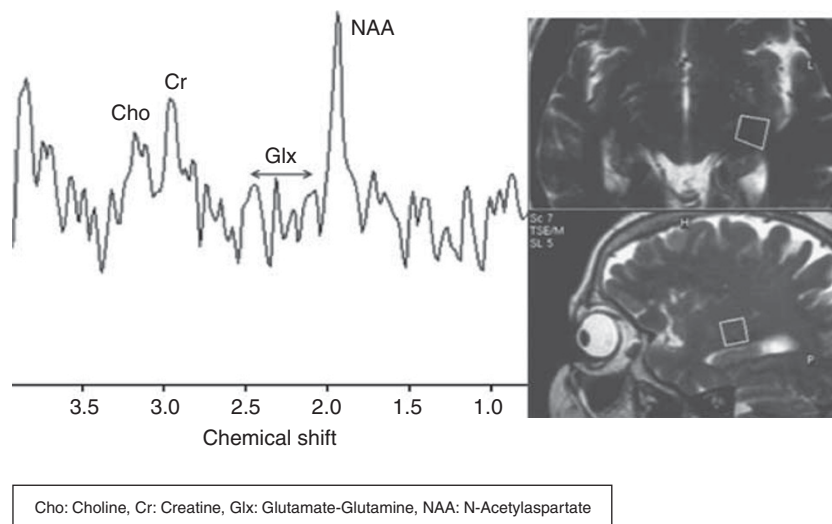 NAA
Cr
Cho
Glx
L
Sc 7
TSE/M
SL 5
H
P
3.5 3.0 2.5 2.0 1.5 1.0
Chemical shift
Cho: Choline, Cr: Creatine, Glx: Glutamate-Glutamine, NAA: N-Acetylaspartate